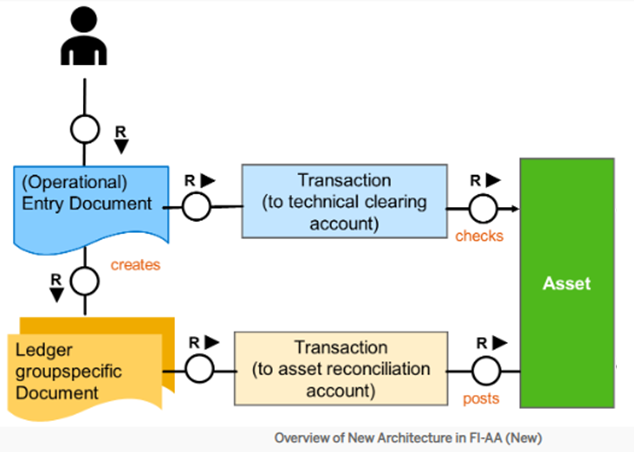 R
(Operational)
Entry Document
R
Transaction
(to technical clearing
account)
R
checks
creates
R
Asset
Ledger
groupspecific
Document
R
Transaction
(to asset reconciliation
account)
R
posts
Overview of New Architecture in FI-AA (New)